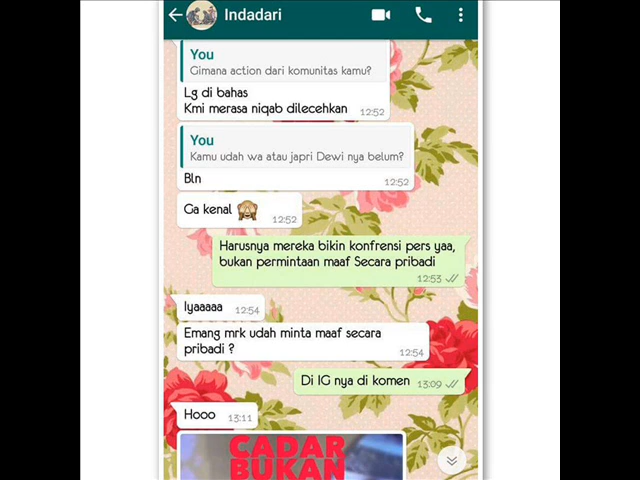 Indadari
You
Gimana action dari komunitas kamu?
Lg di bahas
Kmi merasa niqab dilecehkan 12:52
You
Kamu udah wa atau japri Dewi nya belum?
Bln 12:52
Ga kenal 🙈 12:52
Harusnya mereka bikin konfrensi pers yaa,
bukan permintaan maaf Secara pribadi
12:53
Iyaaaaa 12:54
Emang mrk udah minta maaf secara
pribadi ? 12:54
Di IG nya di komen 13:09
Hooo 13:11
CADAR
BUKAN